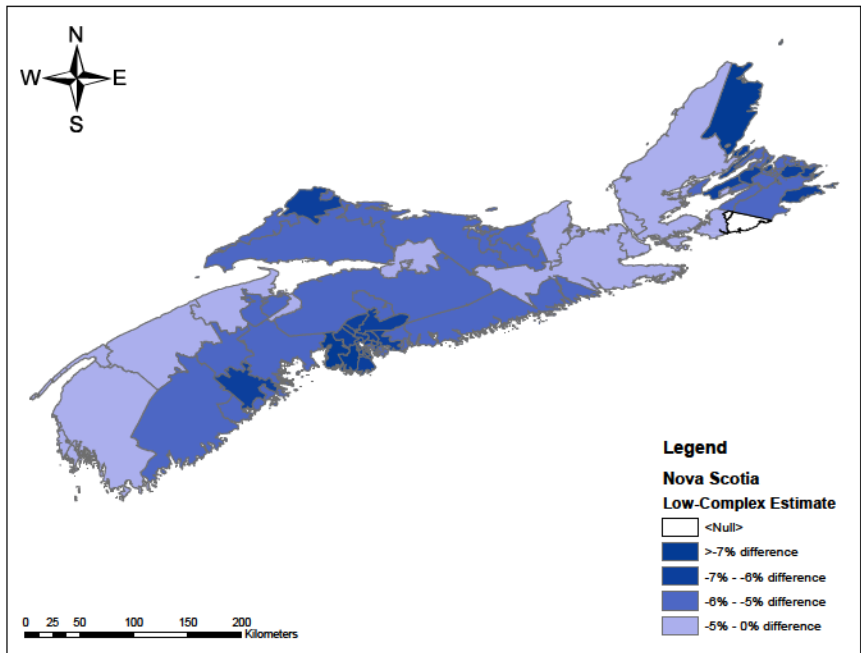 N
W E
S
Legend
Nova Scotia
Low-Complex Estimate
<Null>
>-7% difference
-7% - -6% difference
-6% - -5% difference
-5% - 0% difference
0 25 50 100 150 200
Kilometers